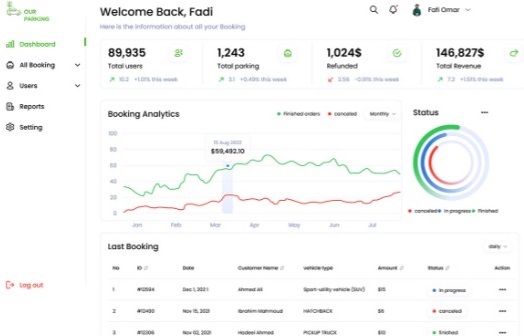 OUR
PARKING
Dashboard
All Booking
Users
Reports
Setting
Log out
Welcome Back, Fadi
Here is the information about all your Booking
Fafi Omar
89,935
Total users
10.2 +1.01% this week
1,243
Total parking
3.1 +0.49% this week
1,024$
Refunded
2.56 -0.91% this week
146,827$
Total Revenue
7.2 +1.51% this week
Booking Analytics
Finished orders
canceled
Monthly
100
80
60
40
20
0
15 Aug 2022
$59,492.10
Jan Feb Mar Apr May Jun Jul
Status
canceled In progress Finished
Last Booking
daily
No ID Date Customer Name vehicle type Amount Status Action
1 #12594 Dec 1, 2021 Ahmed Ali Sport-utility vehicle (SUV) $15 In progress
2 #12490 Nov 15, 2021 Ibrahim Mahmoud HATCHBACK $16 canceled
3 #12306 Nov 02, 2021 Hadeel Ahmed PICKUP TRUCK $10 finished